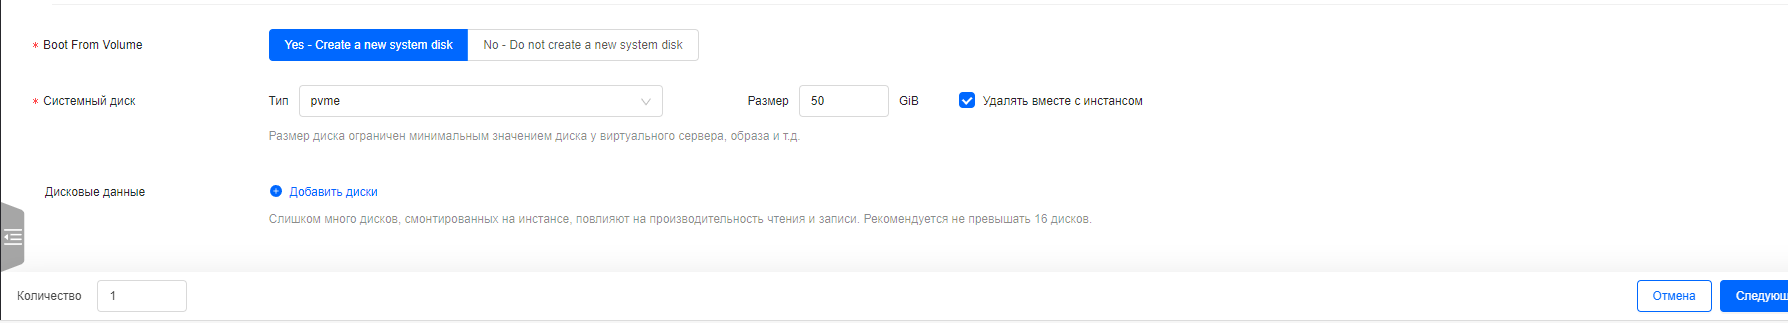 * Boot From Volume Yes - Create a new system disk No - Do not create a new system disk
* Системный диск Тип pvme Размер 50 GiB Удалять вместе с инстансом
Размер диска ограничен минимальным значением диска у виртуального сервера, образа и т.д.
Дисковые данные Добавить диски
Слишком много дисков, смонтированных на инстансе, повлияют на производительность чтения и записи. Рекомендуется не превышать 16 дисков.
Количество 1 Отмена Следующ